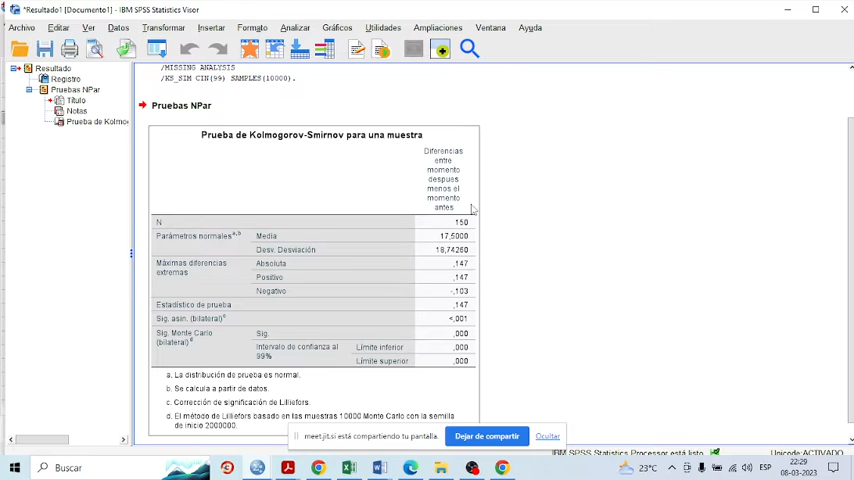 *Resultado1 [Documento1] - IBM SPSS Statistics Visor
Archivo Editar Ver Datos Transformar Insertar Formato Analizar Gráficos Utilidades Ampliaciones Ventana Ayuda
Resultado
Registro
Pruebas NPar
Título
Notas
Prueba de Kolmog
/MISSING ANALYSIS
/KS_SIM CIN(99) SAMPLES(10000).
Pruebas NPar
Prueba de Kolmogorov-Smirnov para una muestra
Diferencias
entre
momento
despues
menos el
momento
antes
N 150
Parámetros normales a,b Media 17,5000
Desv. Desviación 18,74260
Máximas diferencias extremas Absoluta ,147
Positivo ,147
Negativo -,103
Estadístico de prueba ,147
Sig. asin. (bilateral) c <,001
Sig. Monte Carlo (bilateral) d Sig. ,000
Intervalo de confianza al 99% Límite inferior ,000
Límite superior ,000
a. La distribución de prueba es normal.
b. Se calcula a partir de datos.
c. Corrección de significación de Lilliefors.
d. El método de Lilliefors basado en las muestras 10000 Monte Carlo con la semilla
de inicio 2000000.
meet.jit.si está compartiendo tu pantalla. Dejar de compartir Ocultar
IBM SPSS Statistics Processor está listo Unicode:ACTIVADO
Buscar 23°C ESP 22:29
08-03-2023